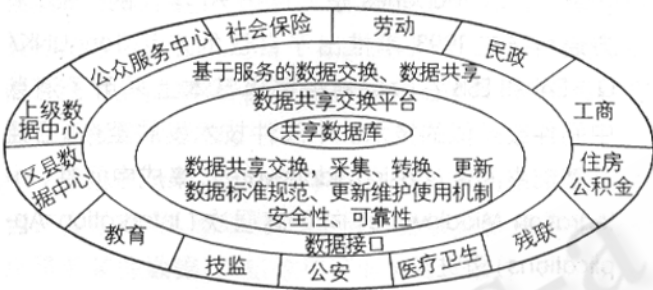 公众服务中心
社会保险
劳动
民政
上级数
据中心
工商
区县数
据中心
住房
公积金
教育
技监
公安
医疗卫生
残联
基于服务的数据交换、数据共享
数据共享交换平台
共享数据库
数据共享交换，采集、转换、更新
数据标准规范、更新维护使用机制
安全性、可靠性
数据接口